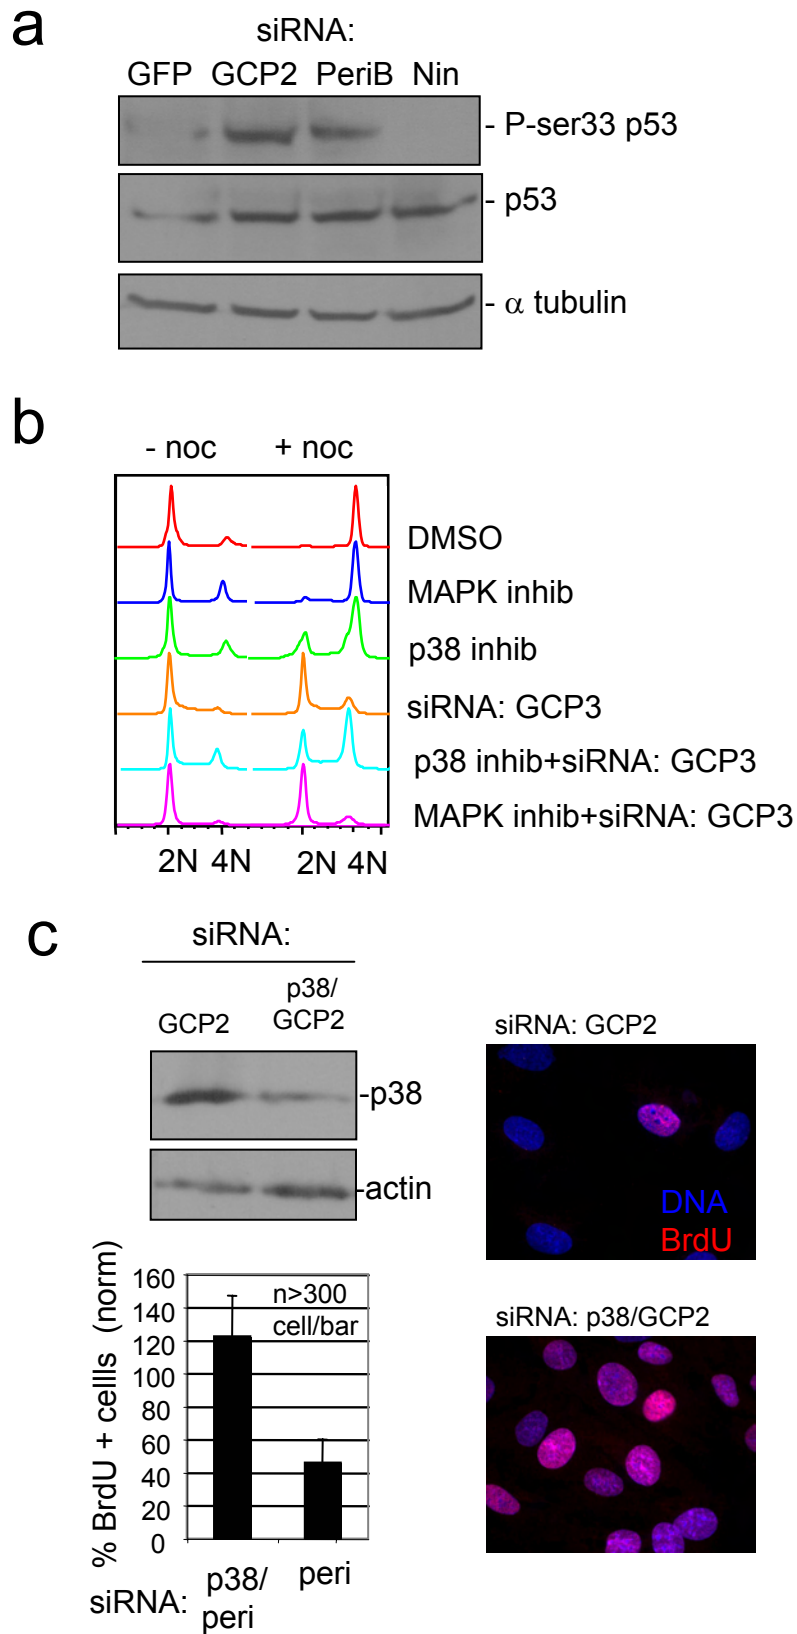 a
siRNA:
GFP GCP2 PeriB Nin
- P-ser33 p53
- p53
- α tubulin
b
- noc + noc
DMSO
MAPK inhib
p38 inhib
siRNA: GCP3
p38 inhib+siRNA: GCP3
MAPK inhib+siRNA: GCP3
2N 4N 2N 4N
c
siRNA:
GCP2
p38/
GCP2
-p38
-actin
siRNA: GCP2
DNA
BrdU
siRNA: p38/GCP2
% BrdU + cellls (norm)
160
140
120
100
80
60
40
20
0
n>300
cell/bar
siRNA:
p38/
peri
peri